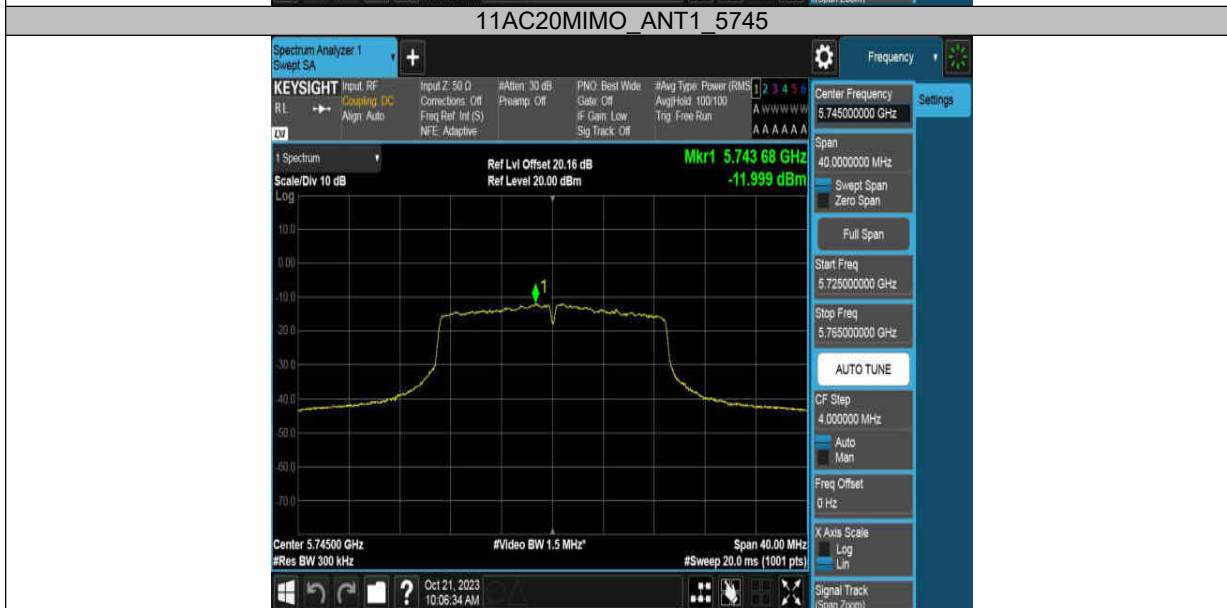 11AC20MIMO_ANT1_5745
Spectrum Analyzer 1
Swept SA
+
Frequency
KEYSIGHT
RL
Input: RF
Coupling: DC
Align: Auto
Input Z: 50 Ω
Corrections: Off
Freq Ref: Int (S)
NFE: Adaptive
#Atten: 30 dB
Preamp: Off
PNO: Best Wide
Gate: Off
IF Gain: Low
Sig Track: Off
#Avg Type: Power (RMS
Avg|Hold: 100/100
Trig: Free Run
1 2 3 4 5 6
A W W W W W
A A A A A A
1 Spectrum
Scale/Div 10 dB
Log
Ref Lvl Offset 20.16 dB
Ref Level 20.00 dBm
Mkr1 5.743 68 GHz
-11.999 dBm
10.0
0.00
-10.0
-20.0
-30.0
-40.0
-50.0
-60.0
-70.0
1
Center 5.74500 GHz
#Res BW 300 kHz
#Video BW 1.5 MHz*
Span 40.00 MHz
#Sweep 20.0 ms (1001 pts)
?
Oct 21, 2023
10:06:34 AM
Center Frequency
5.745000000 GHz
Settings
Span
40.0000000 MHz
Swept Span
Zero Span
Full Span
Start Freq
5.725000000 GHz
Stop Freq
5.765000000 GHz
AUTO TUNE
CF Step
4.000000 MHz
Auto
Man
Freq Offset
0 Hz
X Axis Scale
Log
Lin
Signal Track
(Span Zoom)